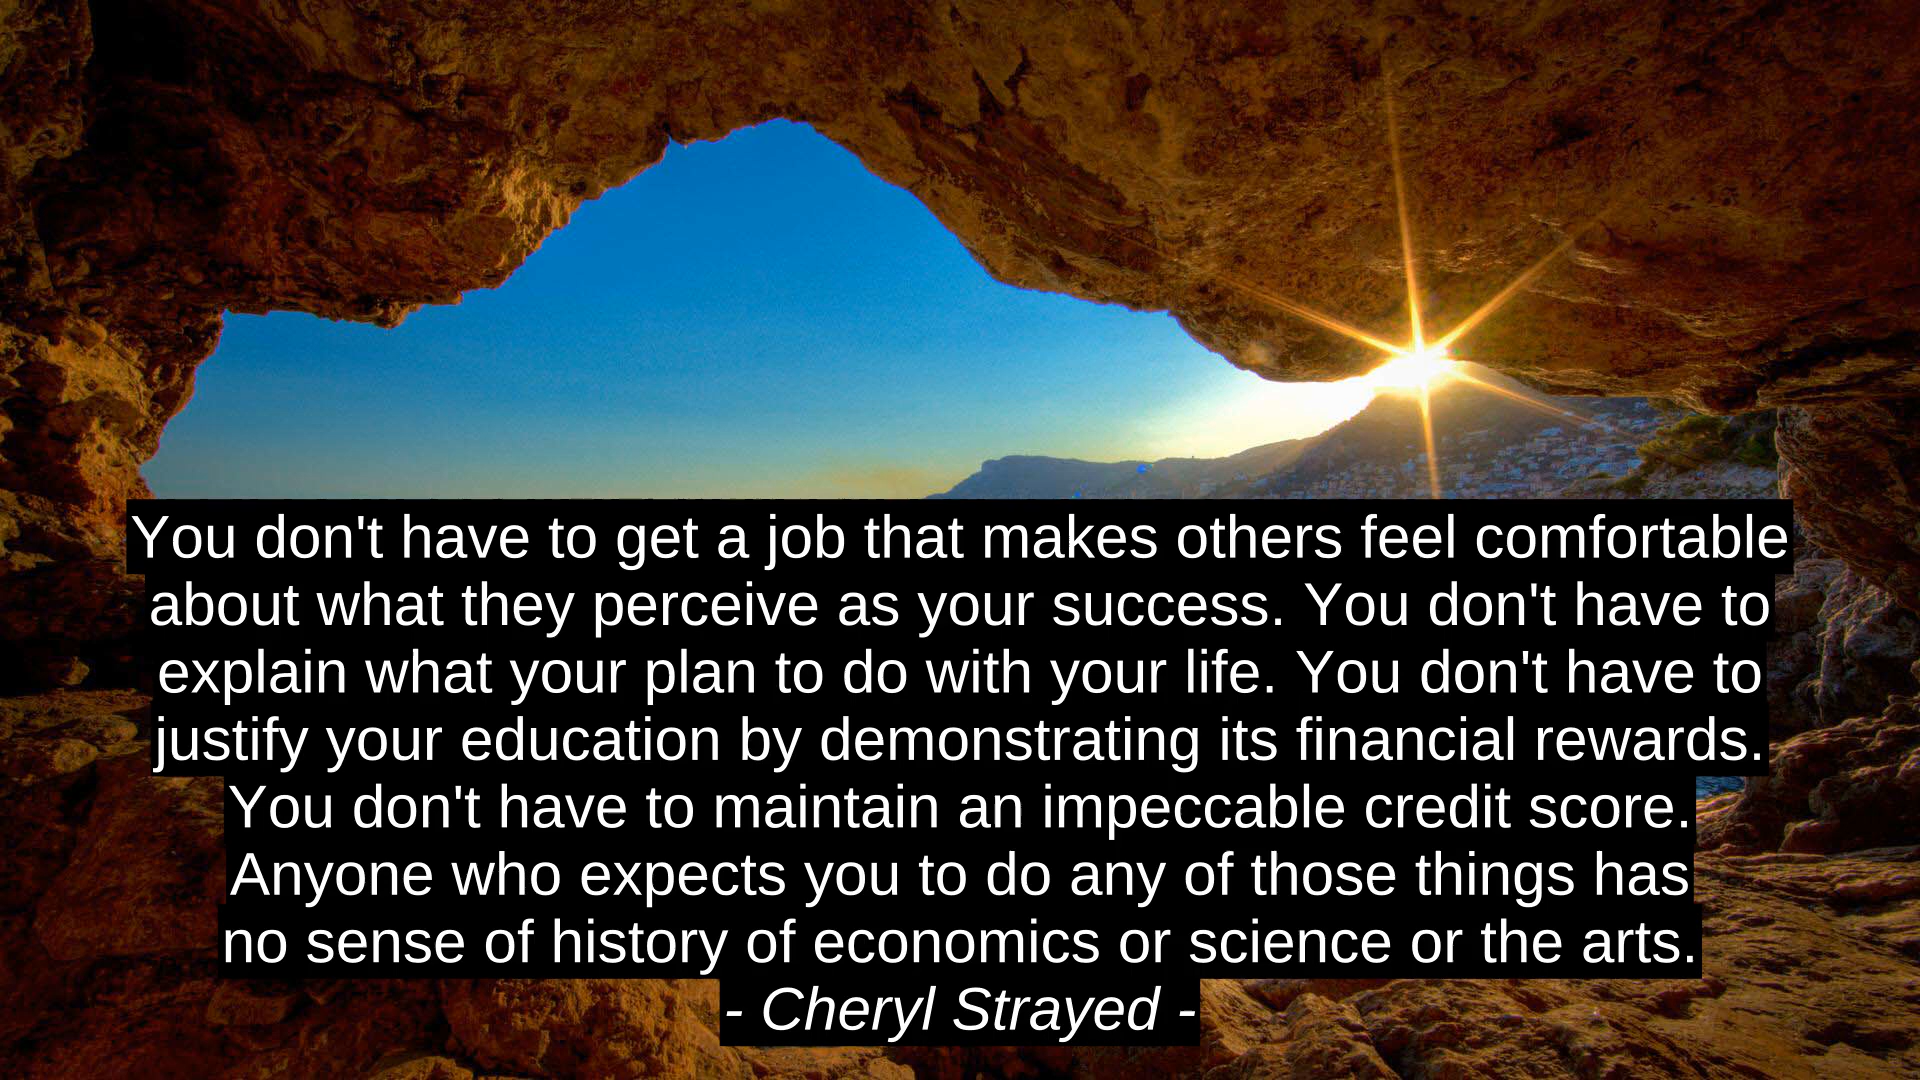 You don't have to get a job that makes others feel comfortable
about what they perceive as your success. You don't have to
explain what your plan to do with your life. You don't have to
justify your education by demonstrating its financial rewards.
You don't have to maintain an impeccable credit score.
Anyone who expects you to do any of those things has
no sense of history of economics or science or the arts.
- Cheryl Strayed -